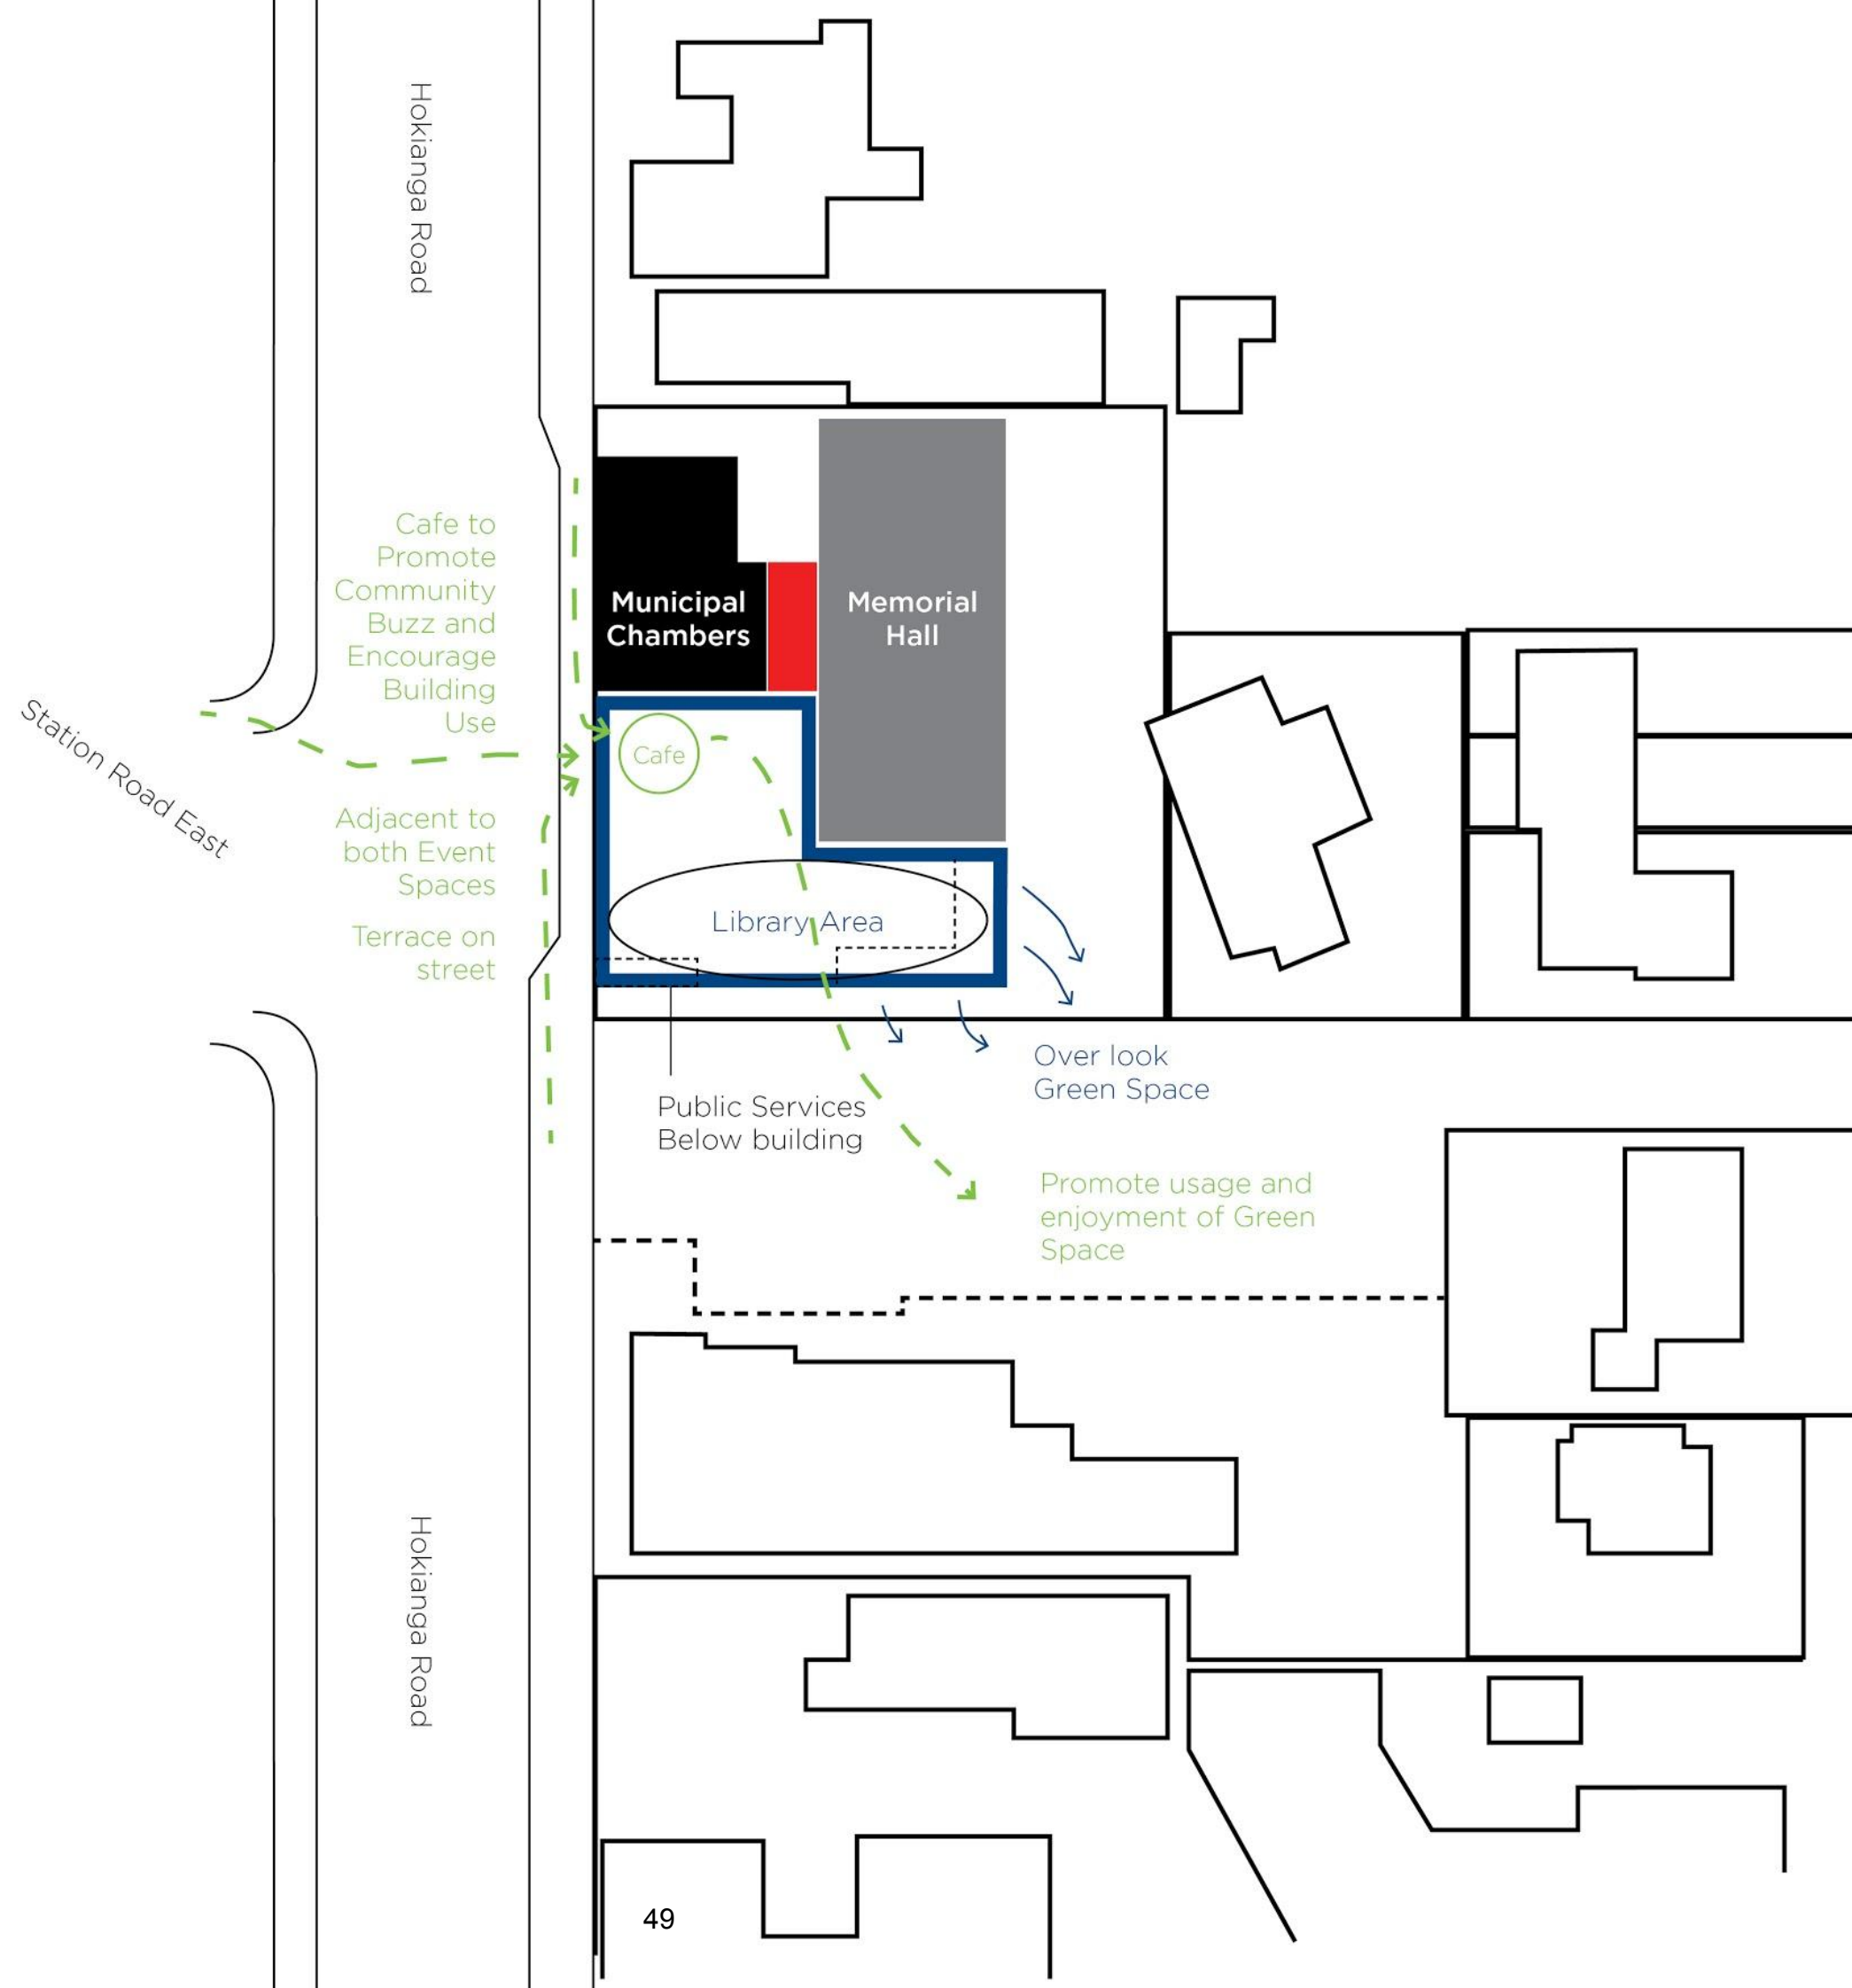 Hokianga Road
Cafe to
Promote
Community
Buzz and
Encourage
Building
Use
Municipal
Chambers
Memorial
Hall
Station Road East
Cafe
Adjacent to
both Event
Spaces
Terrace on
street
Library Area
Over look
Green Space
Public Services
Below building
Promote usage and
enjoyment of Green
Space
Hokianga Road
49